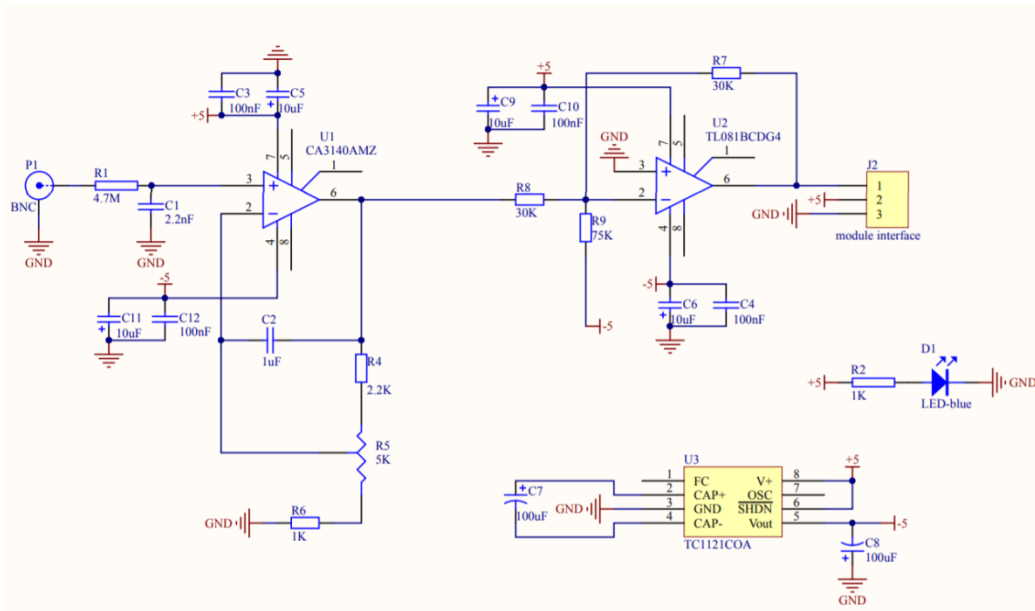 C3
100nF
C5
10uF
+5
U1
CA3140AMZ
7
5
1
3
2
6
4
8
P1
BNC
GND
R1
4.7M
C1
2.2nF
GND
-5
C11
10uF
C12
100nF
C2
1uF
R4
2.2K
R5
5K
GND
R6
1K
+5
C9
10uF
C10
100nF
GND
R7
30K
U2
TL081BCDG4
7
5
1
3
2
6
4
8
R8
30K
R9
75K
-5
-5
C6
10uF
C4
100nF
J2
1
2
3
+5
GND
module interface
D1
+5
R2
1K
LED-blue
GND
U3
1 FC V+ 8
2 CAP+ OSC 7
3 GND SHDN 6
4 CAP- Vout 5
TC1121COA
C7
100uF
GND
+5
-5
C8
100uF
GND